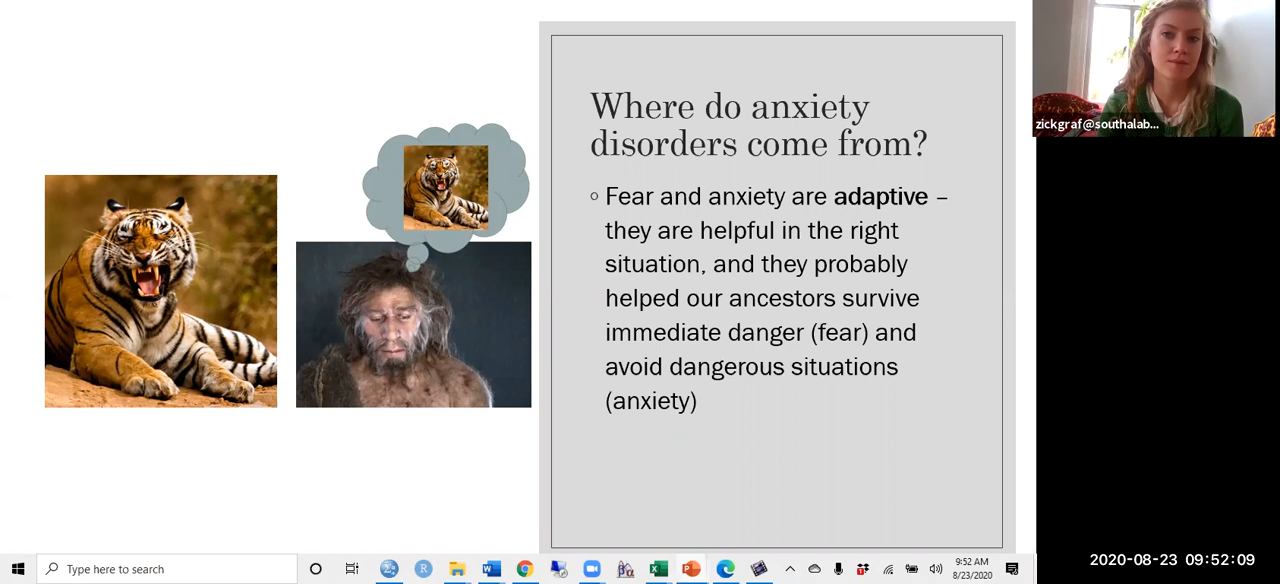 Where do anxiety
disorders come from?
Fear and anxiety are adaptive –
they are helpful in the right
situation, and they probably
helped our ancestors survive
immediate danger (fear) and
avoid dangerous situations
(anxiety)
zickgraf@southalab...
Type here to search
R
9:52 AM
8/23/2020
2020-08-23 09:52:09